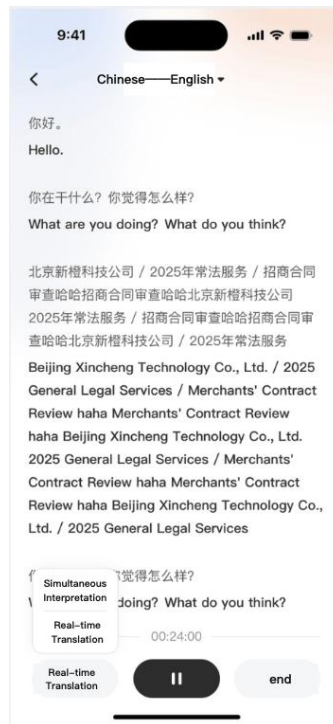 9:41
Chinese——English
你好。
Hello.
你在干什么？你觉得怎么样？
What are you doing? What do you think?
北京新橙科技公司 / 2025年常法服务 / 招商合同
审查哈哈招商合同审查哈哈北京新橙科技公司
2025年常法服务 / 招商合同审查哈哈招商合同审
查哈哈北京新橙科技公司 / 2025年常法服务
Beijing Xincheng Technology Co., Ltd. / 2025
General Legal Services / Merchants' Contract
Review haha Merchants' Contract Review
haha Beijing Xincheng Technology Co., Ltd.
2025 General Legal Services / Merchants'
Contract Review haha Merchants' Contract
Review haha Beijing Xincheng Technology Co.,
Ltd. / 2025 General Legal Services
觉得怎么样？
doing? What do you think?
Simultaneous
Interpretation
Real-time
Translation
00:24:00
Real-time
Translation
end